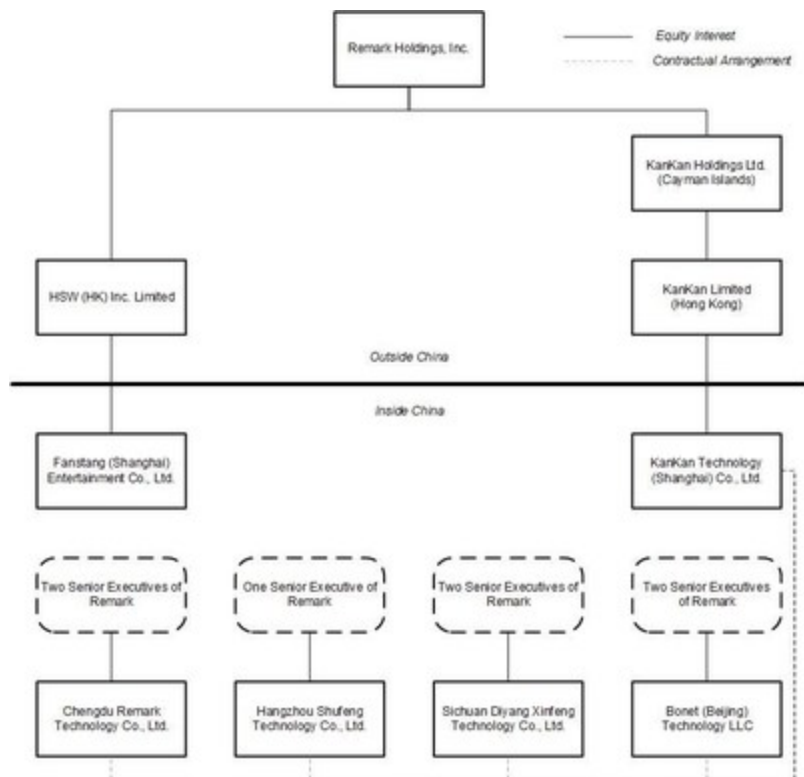 Remark Holdings, Inc.
Equity Interest
Contractual Arrangement
KanKan Holdings Ltd.
(Cayman Islands)
HSW (HK) Inc. Limited
KanKan Limited
(Hong Kong)
Outside China
Inside China
Fanstang (Shanghai)
Entertainment Co., Ltd.
KanKan Technology
(Shanghai) Co., Ltd.
Two Senior Executives of
Remark
One Senior Executive of
Remark
Two Senior Executives of
Remark
Two Senior Executives
of Remark
Chengdu Remark
Technology Co., Ltd.
Hangzhou Shufeng
Technology Co., Ltd.
Sichuan Diyang Xinfeng
Technology Co., Ltd.
Bonet (Beijing)
Technology LLC